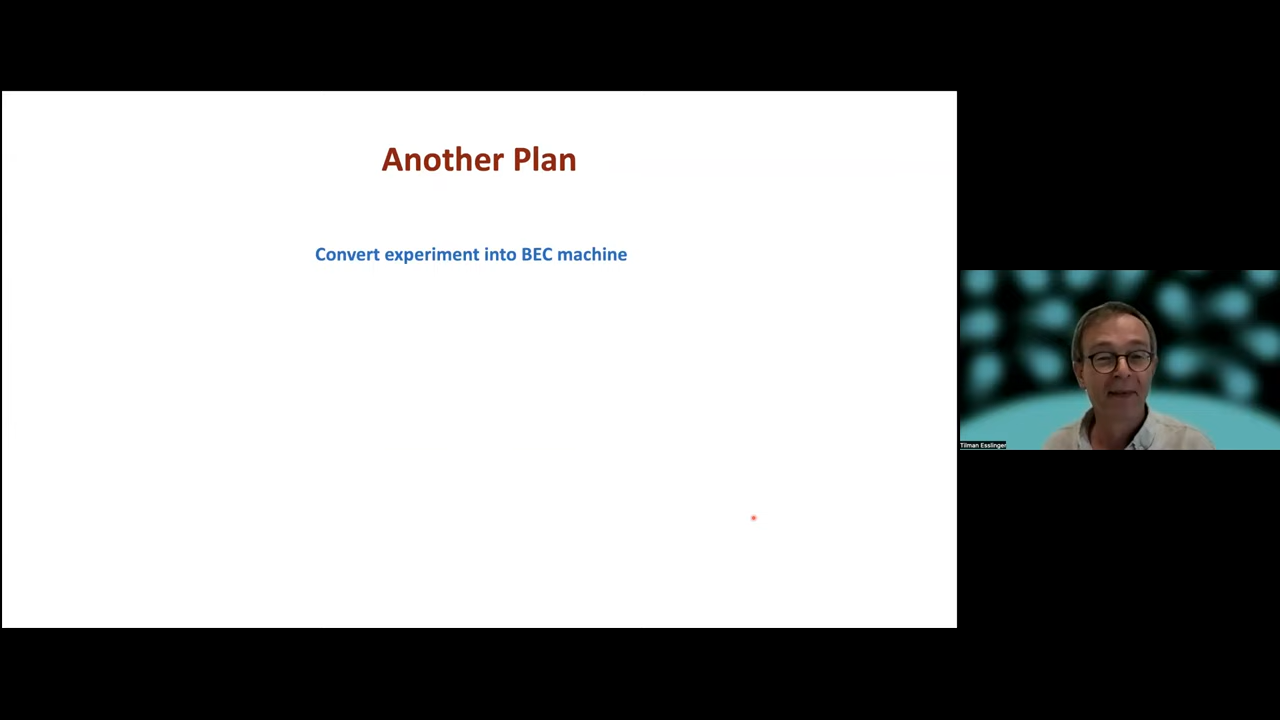 Another Plan
Convert experiment into BEC machine
Tilman Esslinger